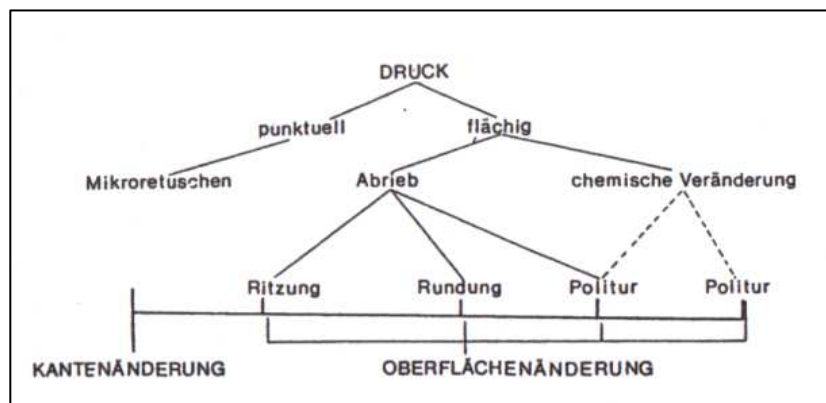 DRUCK
punktuell flächig
Mikroretuschen Abrieb chemische Veränderung
Ritzung Rundung Politur Politur
KANTENÄNDERUNG OBERFLÄCHENÄNDERUNG